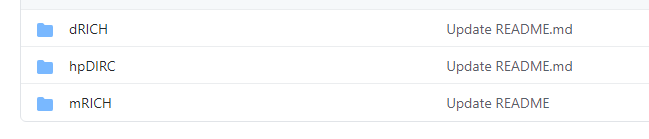 dRICH Update README.md
hpDIRC Update README.md
mRICH Update README